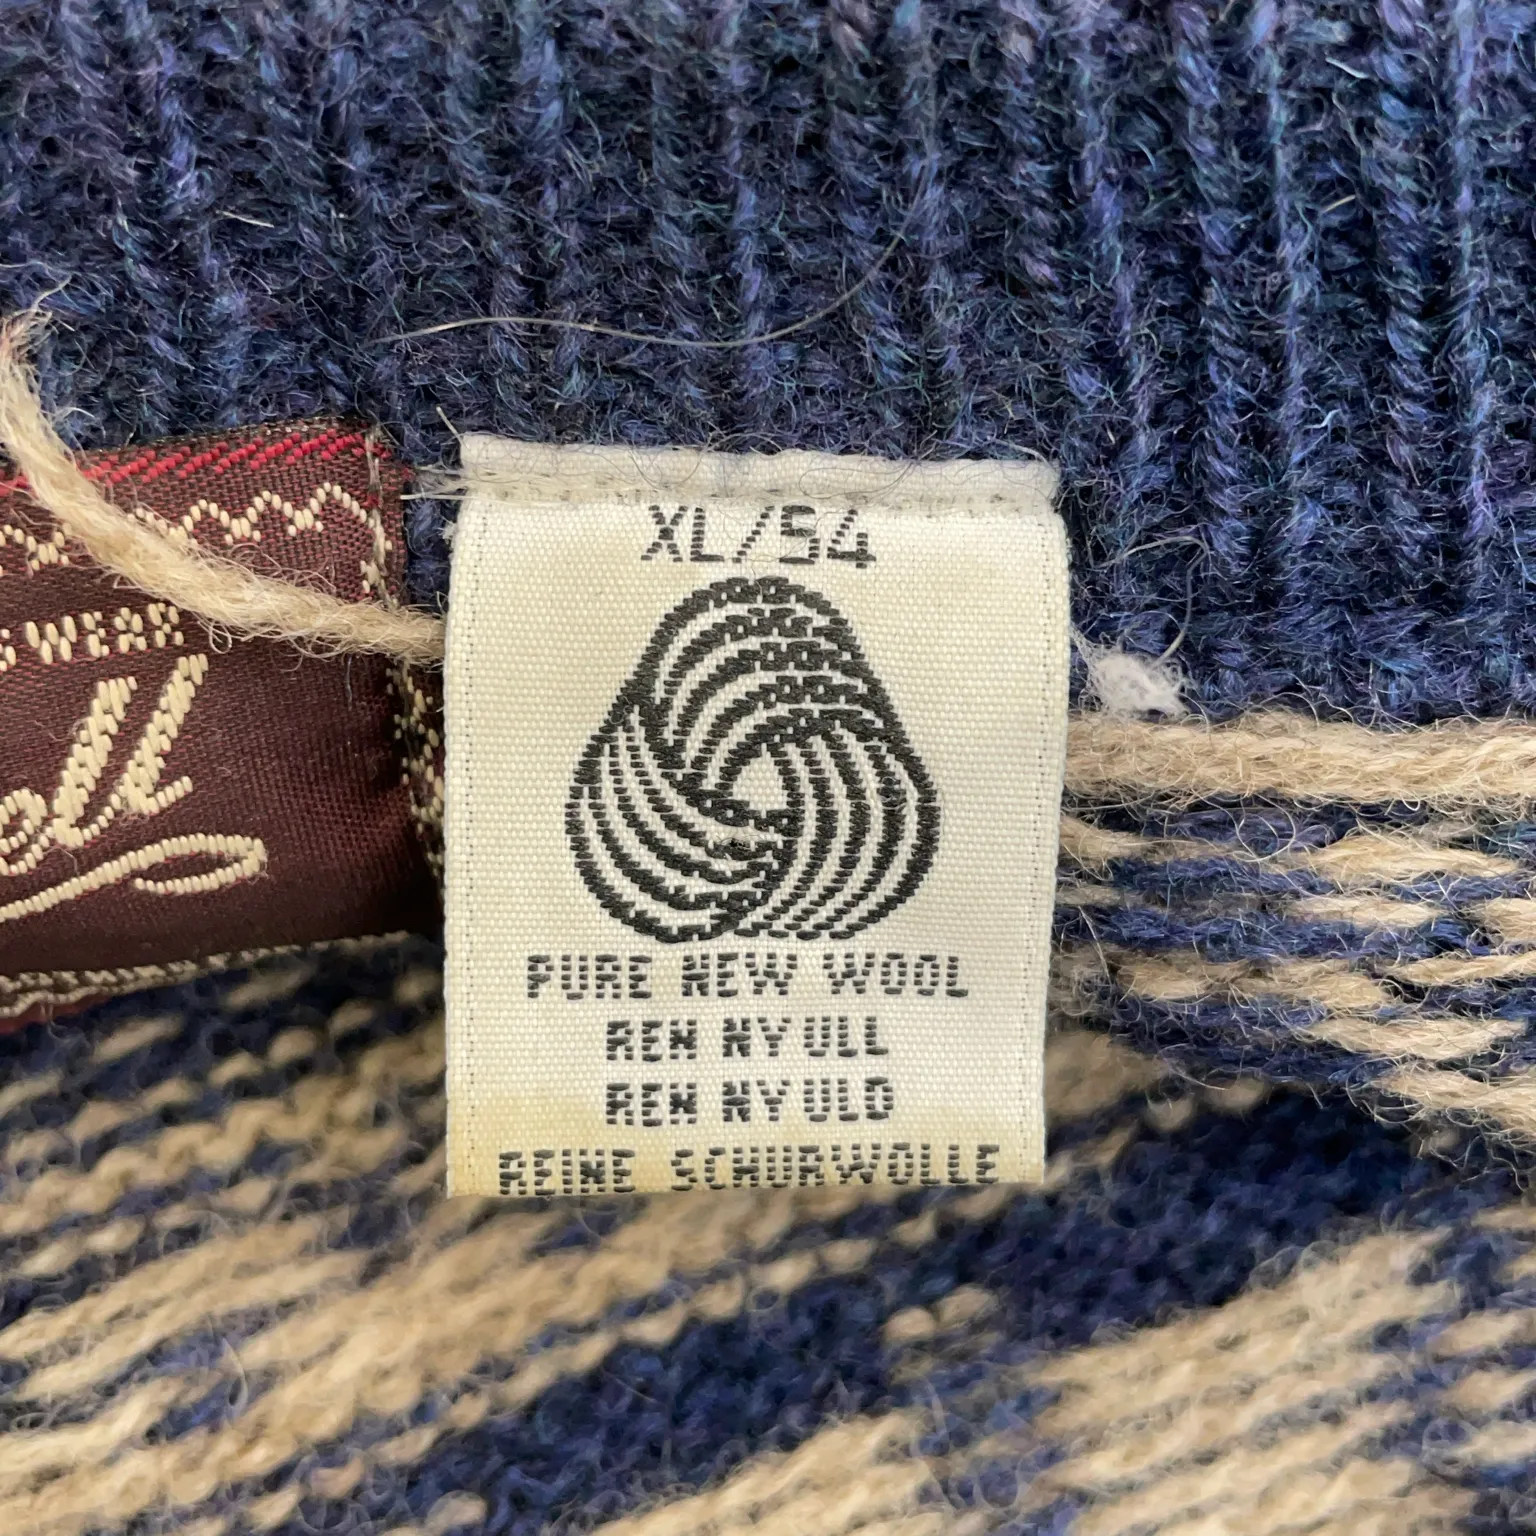 XL/54
PURE NEW WOOL
REN NY ULL
REN NY ULD
REINE SCHURWOLLE